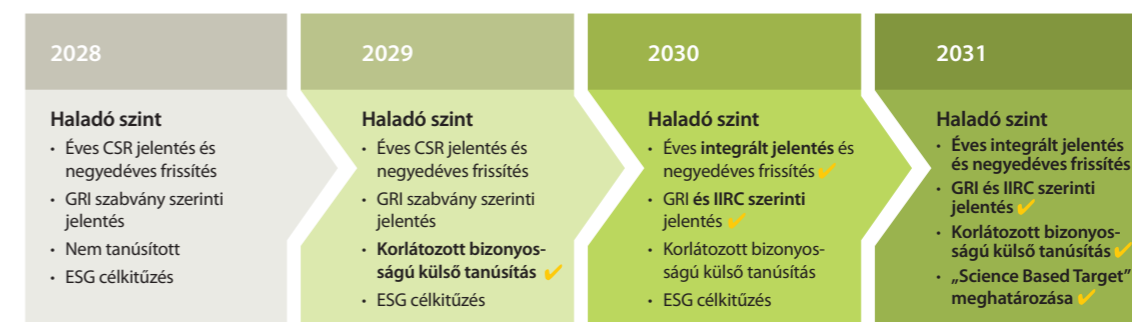 2028
Haladó szint
• Éves CSR jelentés és
negyedéves frissítés
• GRI szabvány szerinti
jelentés
• Nem tanúsított
• ESG célkitűzés
2029
Haladó szint
• Éves CSR jelentés és
negyedéves frissítés
• GRI szabvány szerinti
jelentés
• Korlátozott bizonyos-
ságú külső tanúsítás ✔
• ESG célkitűzés
2030
Haladó szint
• Éves integrált jelentés és
negyedéves frissítés ✔
• GRI és IIRC szerinti
jelentés ✔
• Korlátozott bizonyos-
ságú külső tanúsítás
• ESG célkitűzés
2031
Haladó szint
• Éves integrált jelentés
és negyedéves frissítés
• GRI és IIRC szerinti
jelentés ✔
• Korlátozott bizonyos-
ságú külső tanúsítás ✔
• „Science Based Target”
meghatározása ✔